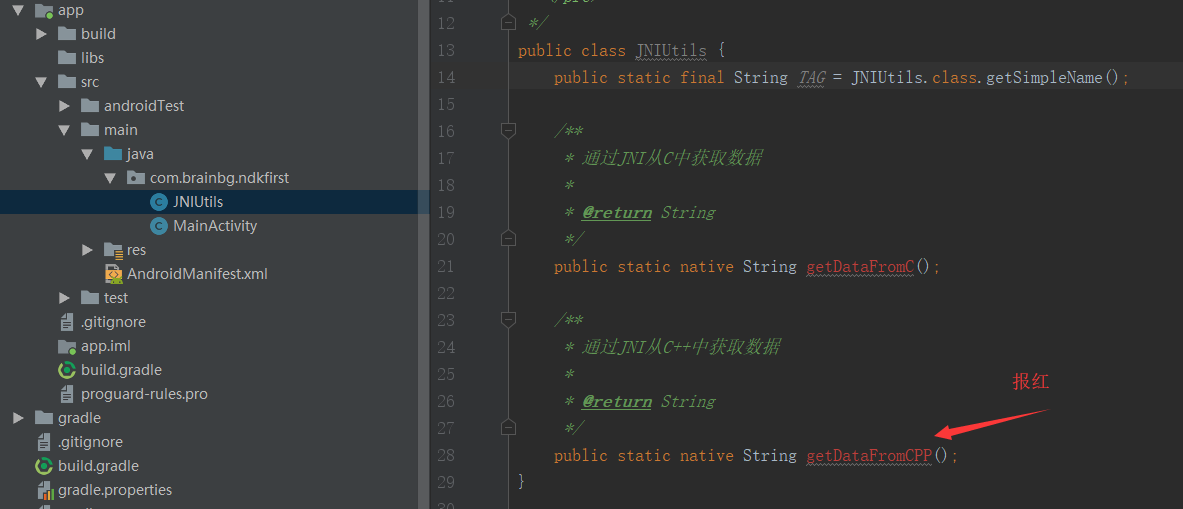 app
build
libs
src
androidTest
main
java
com.brainbg.ndkfirst
JNIUtils
MainActivity
res
AndroidManifest.xml
test
.gitignore
app.iml
build.gradle
proguard-rules.pro
gradle
.gitignore
build.gradle
gradle.properties
12 */
13 public class JNIUtils {
14 public static final String TAG = JNIUtils.class.getSimpleName();
15
16 /**
17 * 通过JNI从C中获取数据
18 *
19 * @return String
20 */
21 public static native String getDataFromC();
22
23 /**
24 * 通过JNI从C++中获取数据
25 *
26 * @return String
27 */
28 public static native String getDataFromCPP();
29 }
报红